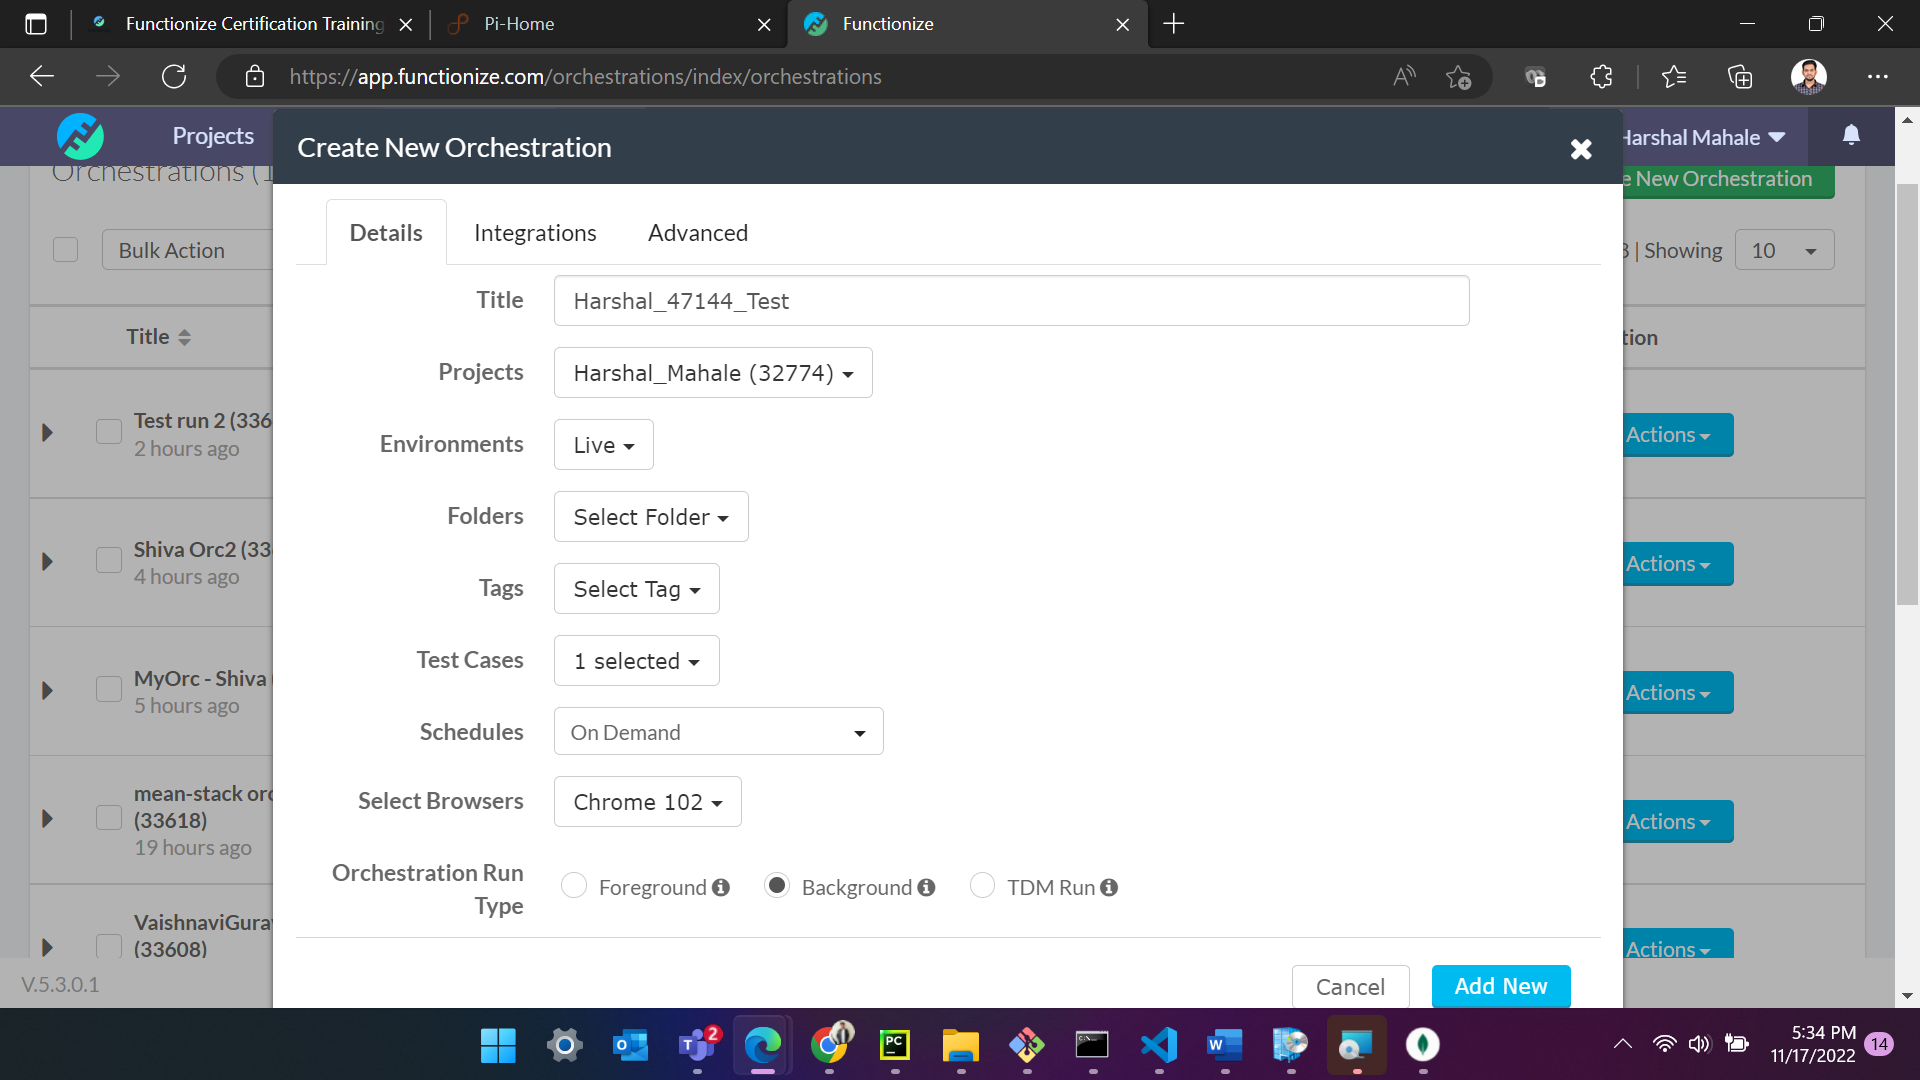 Functionize Certification Training
Pi-Home
Functionize
https://app.functionize.com/orchestrations/index/orchestrations
Projects
Create New Orchestration
Harshal Mahale
Orchestrations (1
e New Orchestration
Details
Integrations
Advanced
Bulk Action
3 | Showing
10
Title
Harshal_47144_Test
Title
tion
Projects
Harshal_Mahale (32774)
Test run 2 (336
2 hours ago
Actions
Environments
Live
Folders
Select Folder
Shiva Orc2 (33
4 hours ago
Actions
Tags
Select Tag
Test Cases
1 selected
MyOrc - Shiva (
5 hours ago
Actions
Schedules
On Demand
Select Browsers
Chrome 102
mean-stack orc
(33618)
19 hours ago
Actions
Orchestration Run
Type
Foreground
Background
TDM Run
VaishnaviGurav
(33608)
Actions
V.5.3.0.1
Cancel
Add New
2
PC
5:34 PM
11/17/2022
14